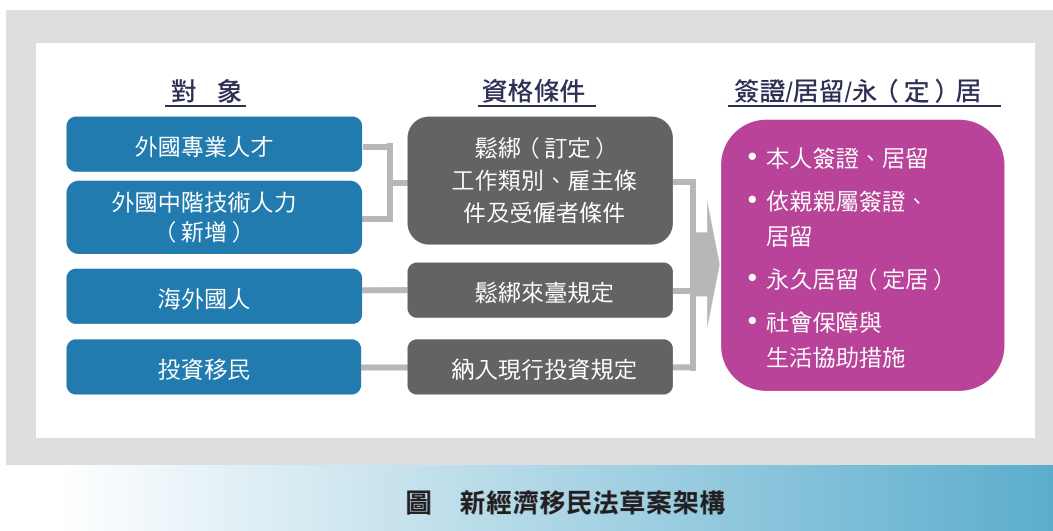 對 象
資格條件
簽證/居留/永（定）居
外國專業人才
外國中階技術人力
（新增）
海外國人
投資移民
鬆綁（訂定）
工作類別、雇主條
件及受僱者條件
鬆綁來臺規定
納入現行投資規定
• 本人簽證、居留
• 依親親屬簽證、
居留
• 永久居留（定居）
• 社會保障與
生活協助措施
圖 新經濟移民法草案架構